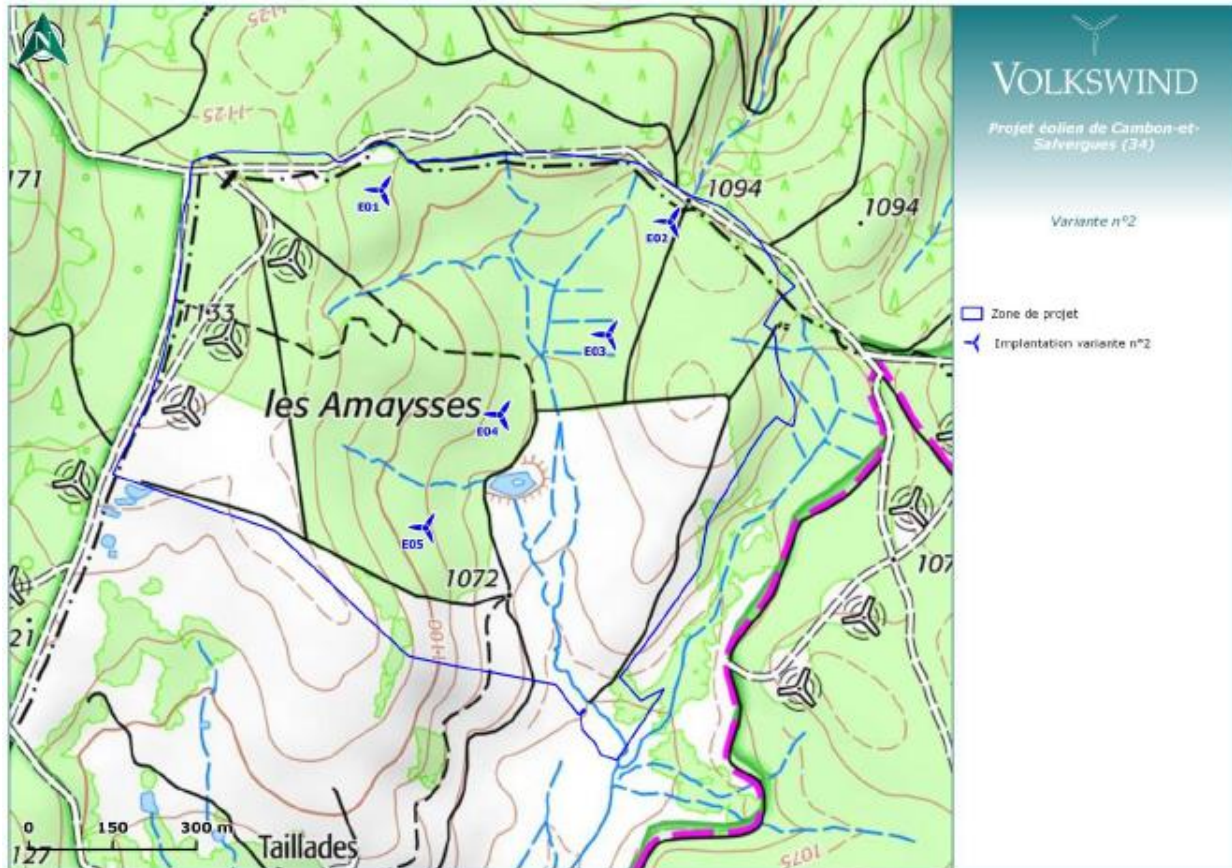 N
1125
1125
171
E01
1094
1094
E02
1133
E03
les Amaysses
E04
E05
1072
107
1100
21
0 150 300 m
Taillades
127
1075
VOLKSWIND
Projet éolien de Cambon-et-
Salvergues (34)
Variante n°2
Zone de projet
Implantation variante n°2